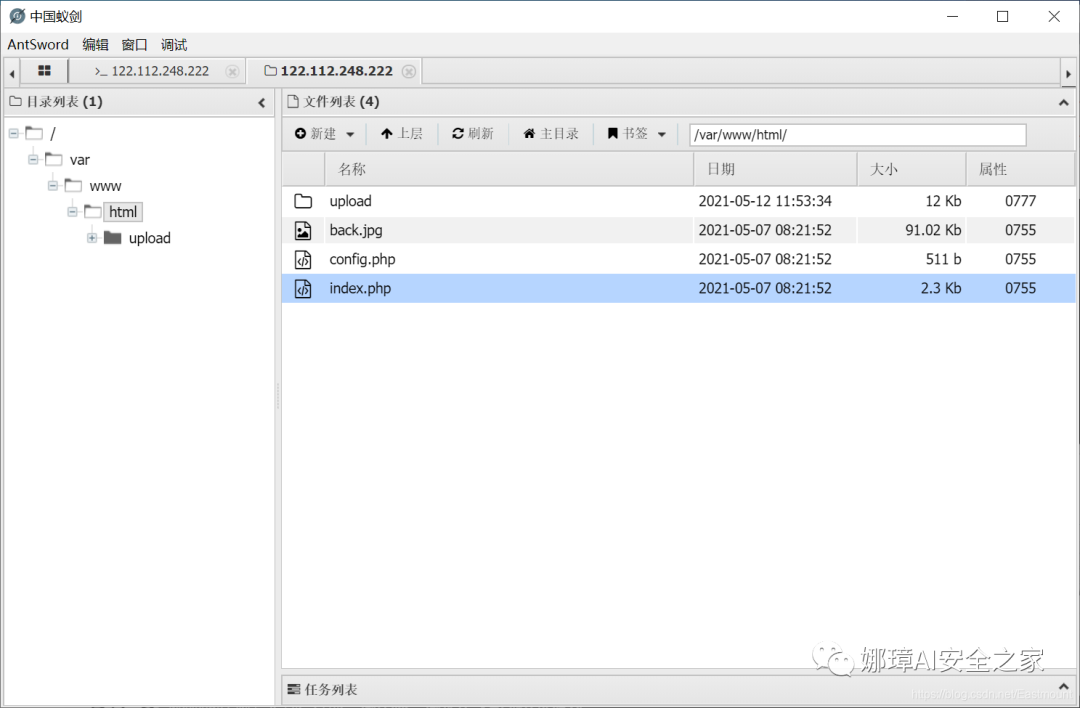 中国蚁剑
AntSword 编辑 窗口 调试
>_ 122.112.248.222 122.112.248.222
目录列表 (1)
/
var
www
html
upload
文件列表 (4)
新建 上层 刷新 主目录 书签 /var/www/html/
名称 日期 大小 属性
upload 2021-05-12 11:53:34 12 Kb 0777
back.jpg 2021-05-07 08:21:52 91.02 Kb 0755
config.php 2021-05-07 08:21:52 511 b 0755
index.php 2021-05-07 08:21:52 2.3 Kb 0755
娜璋AI安全之家
https://blog.csdn.net/Eastmount
任务列表